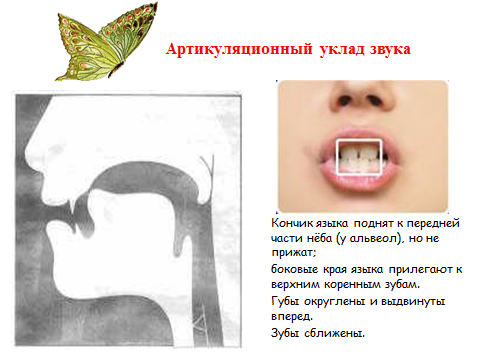 Артикуляционный уклад звука
Кончик языка поднят к передней
части нёба (у альвеол), но не
прижат;
боковые края языка прилегают к
верхним коренным зубам.
Губы округлены и выдвинуты
вперед.
Зубы сближены.